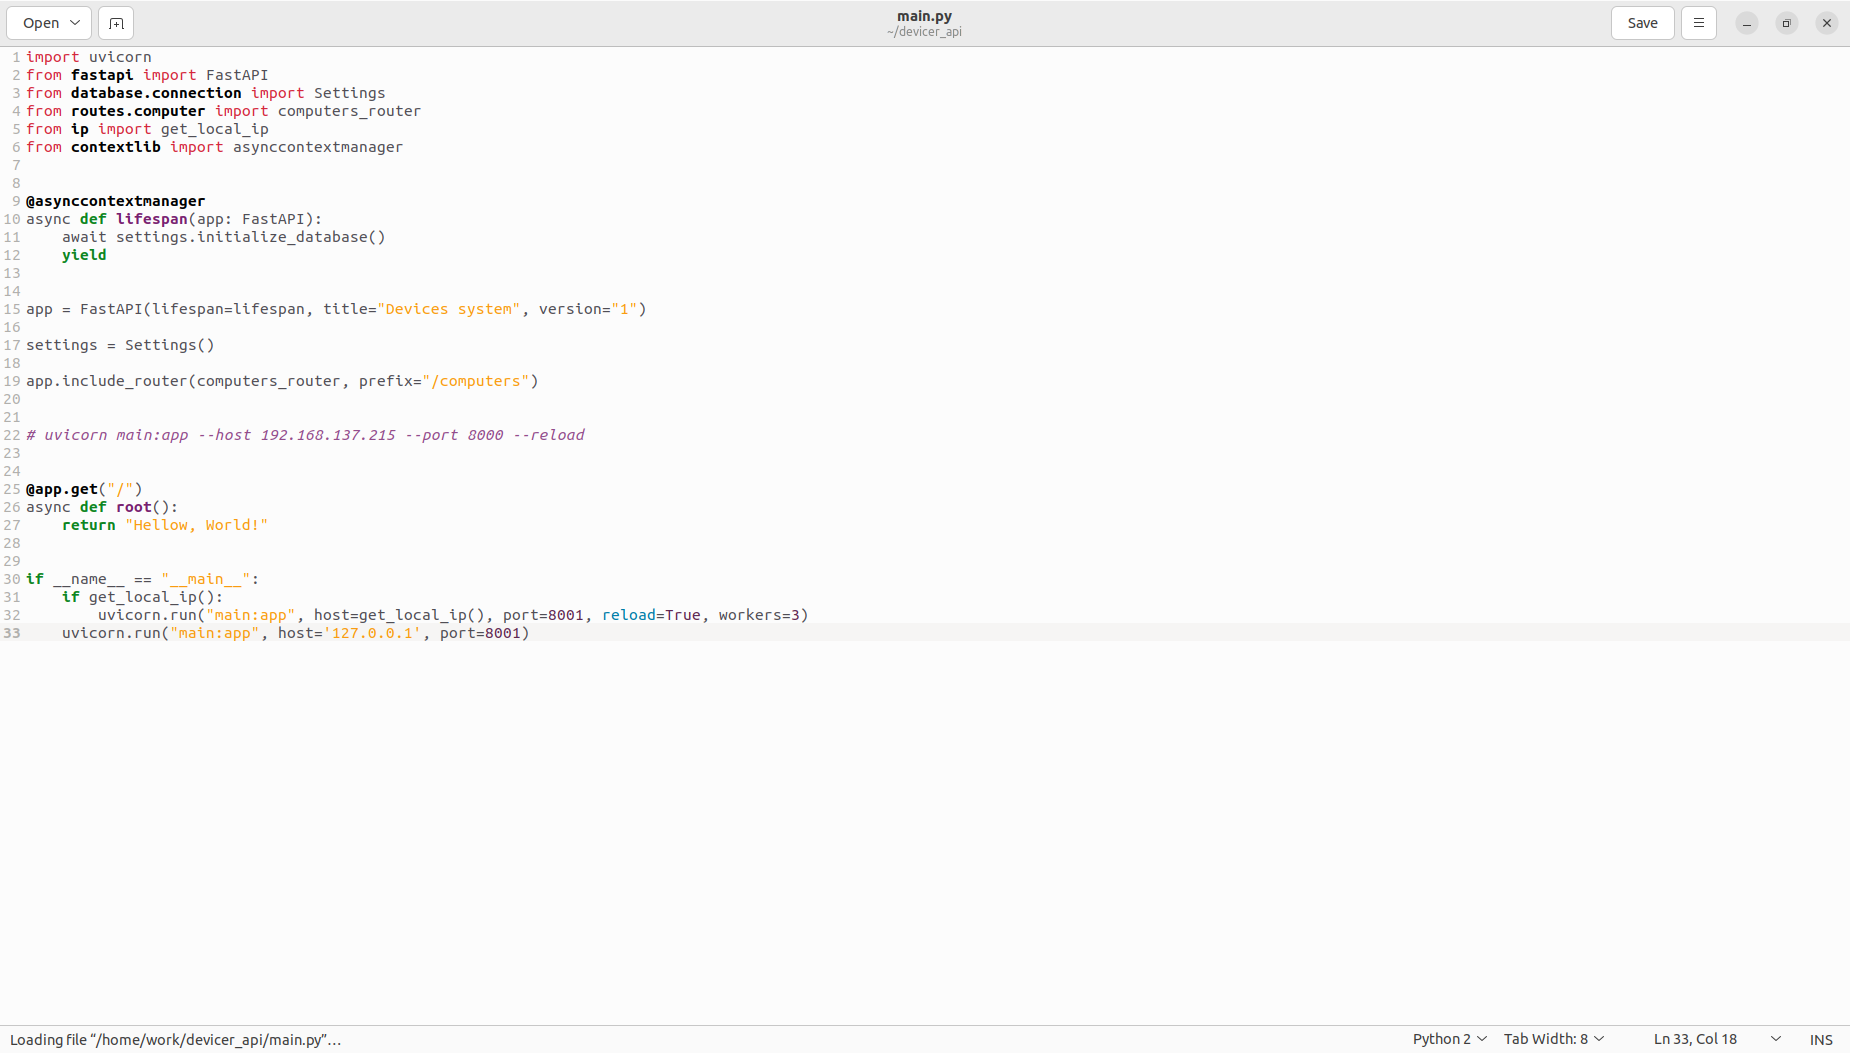 Open
main.py
~/devicer_api
Save
1 import uvicorn
2 from fastapi import FastAPI
3 from database.connection import Settings
4 from routes.computer import computers_router
5 from ip import get_local_ip
6 from contextlib import asynccontextmanager
7
8
9 @asynccontextmanager
10 async def lifespan(app: FastAPI):
11     await settings.initialize_database()
12     yield
13
14
15 app = FastAPI(lifespan=lifespan, title="Devices system", version="1")
16
17 settings = Settings()
18
19 app.include_router(computers_router, prefix="/computers")
20
21
22 # uvicorn main:app --host 192.168.137.215 --port 8000 --reload
23
24
25 @app.get("/")
26 async def root():
27     return "Hellow, World!"
28
29
30 if __name__ == "__main__":
31     if get_local_ip():
32         uvicorn.run("main:app", host=get_local_ip(), port=8001, reload=True, workers=3)
33     uvicorn.run("main:app", host='127.0.0.1', port=8001)
Loading file “/home/work/devicer_api/main.py”…
Python 2
Tab Width: 8
Ln 33, Col 18
INS